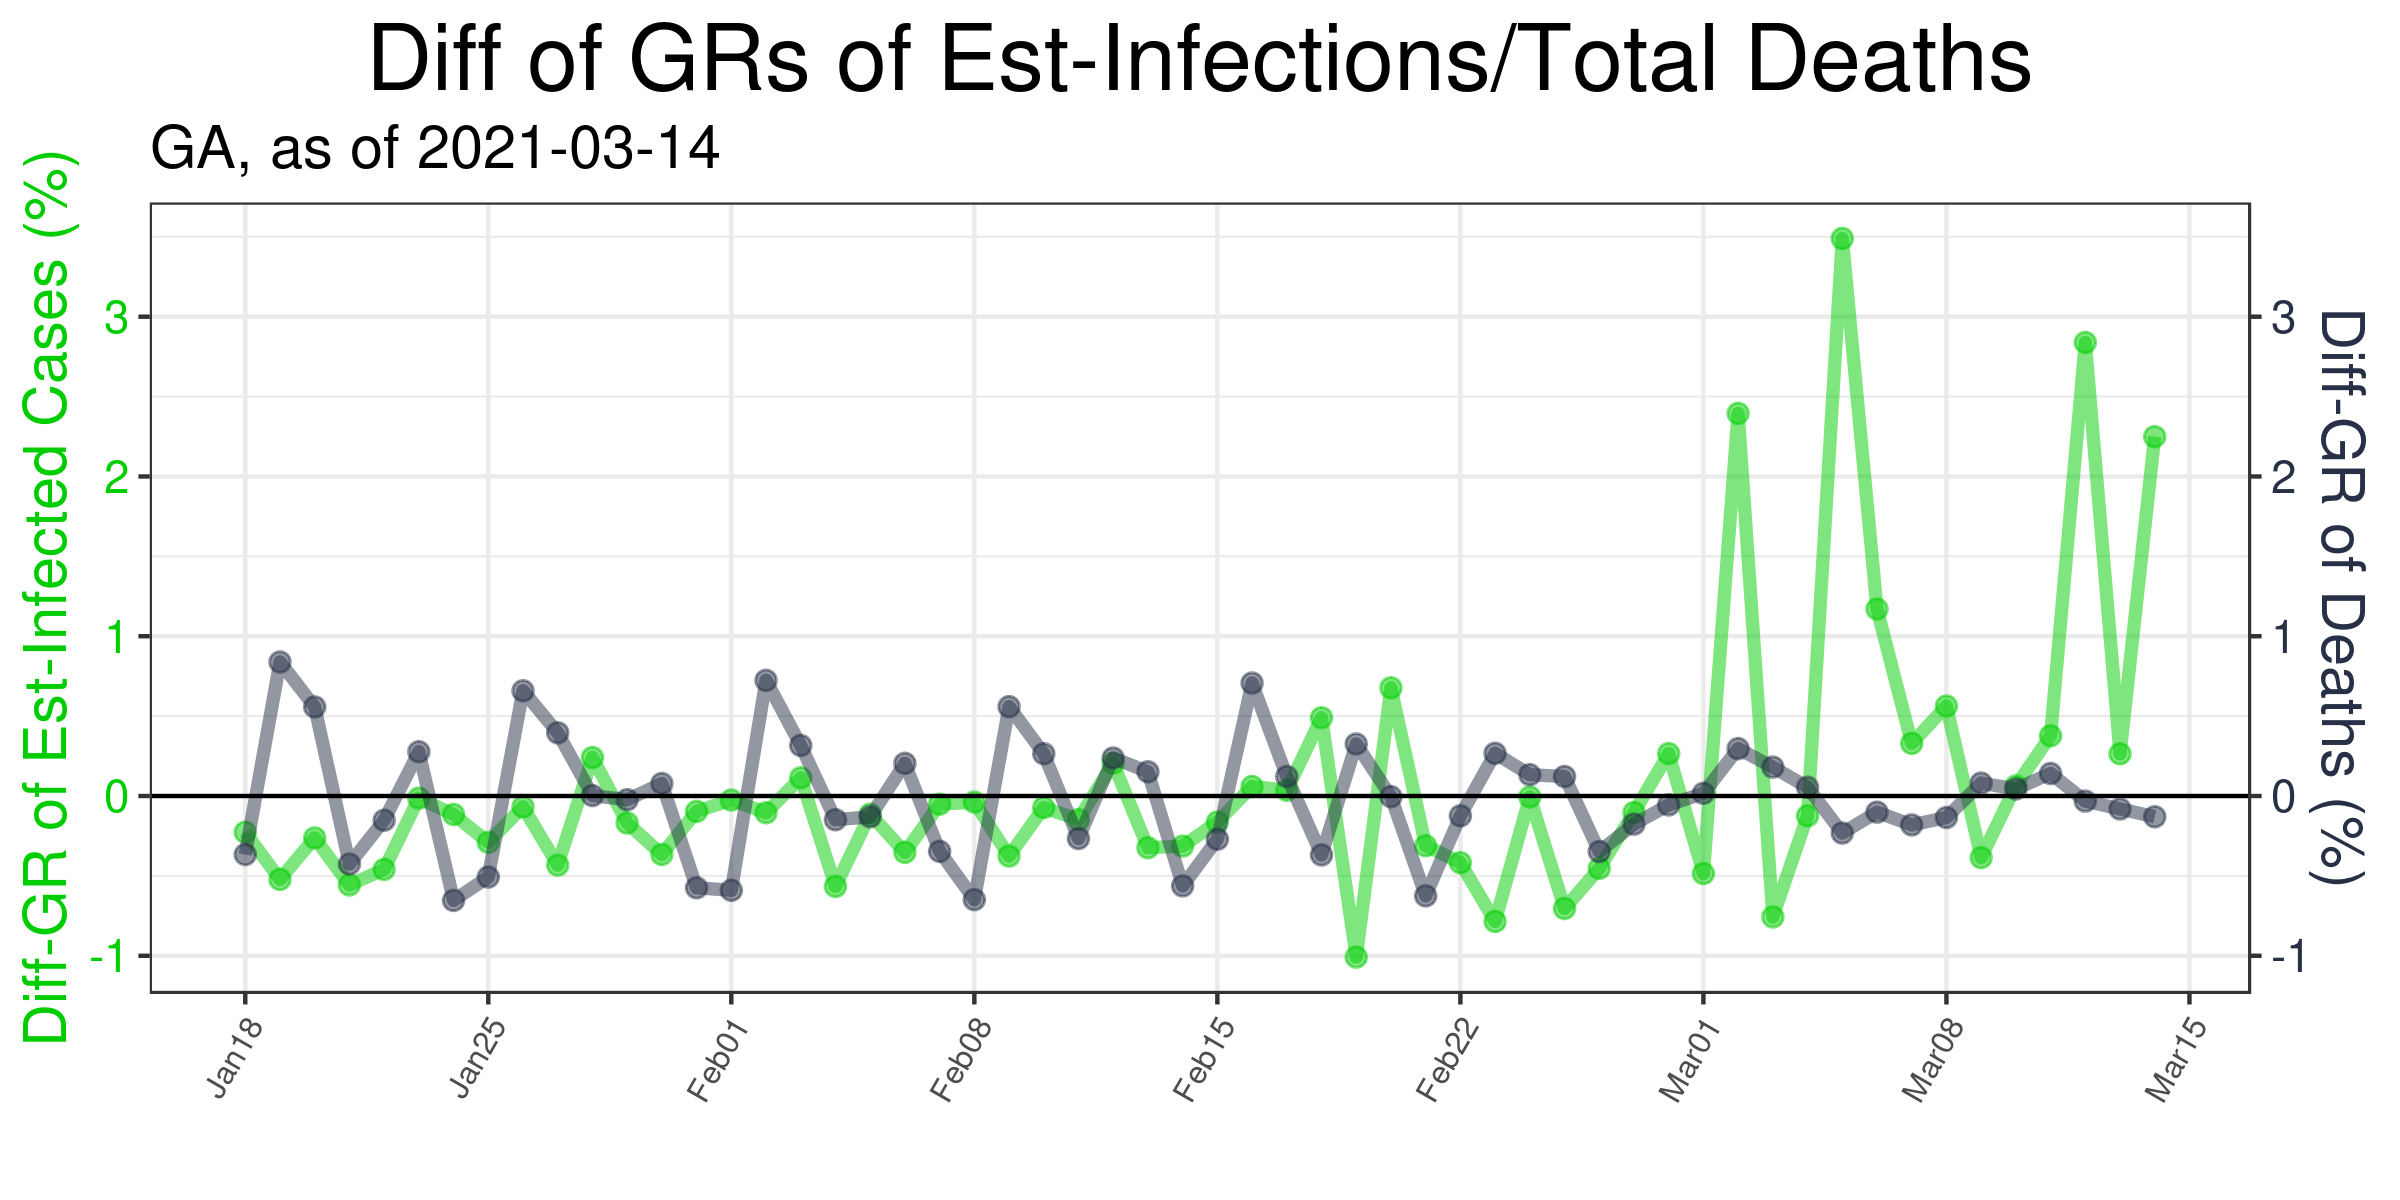 Diff of GRs of Est-Infections/Total Deaths
GA, as of 2021-03-14
Diff-GR of Est-Infected Cases (%)
3
2
1
0
-1
3
2
1
0
-1
Diff-GR of Deaths (%)
Jan18
Jan25
Feb01
Feb08
Feb15
Feb22
Mar01
Mar08
Mar15